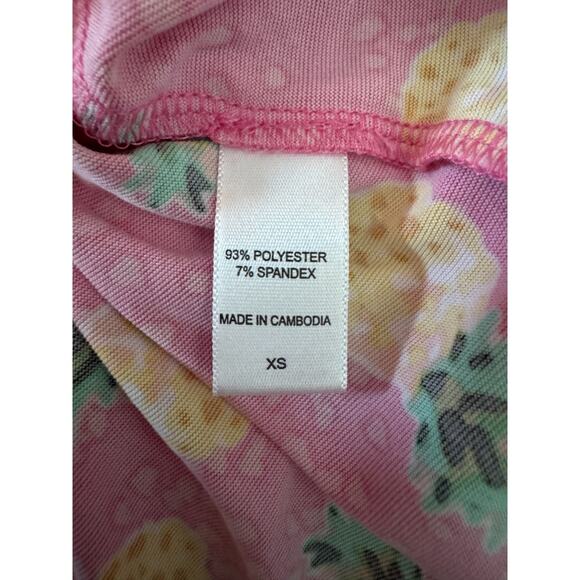 93% POLYESTER
7% SPANDEX
MADE IN CAMBODIA
XS